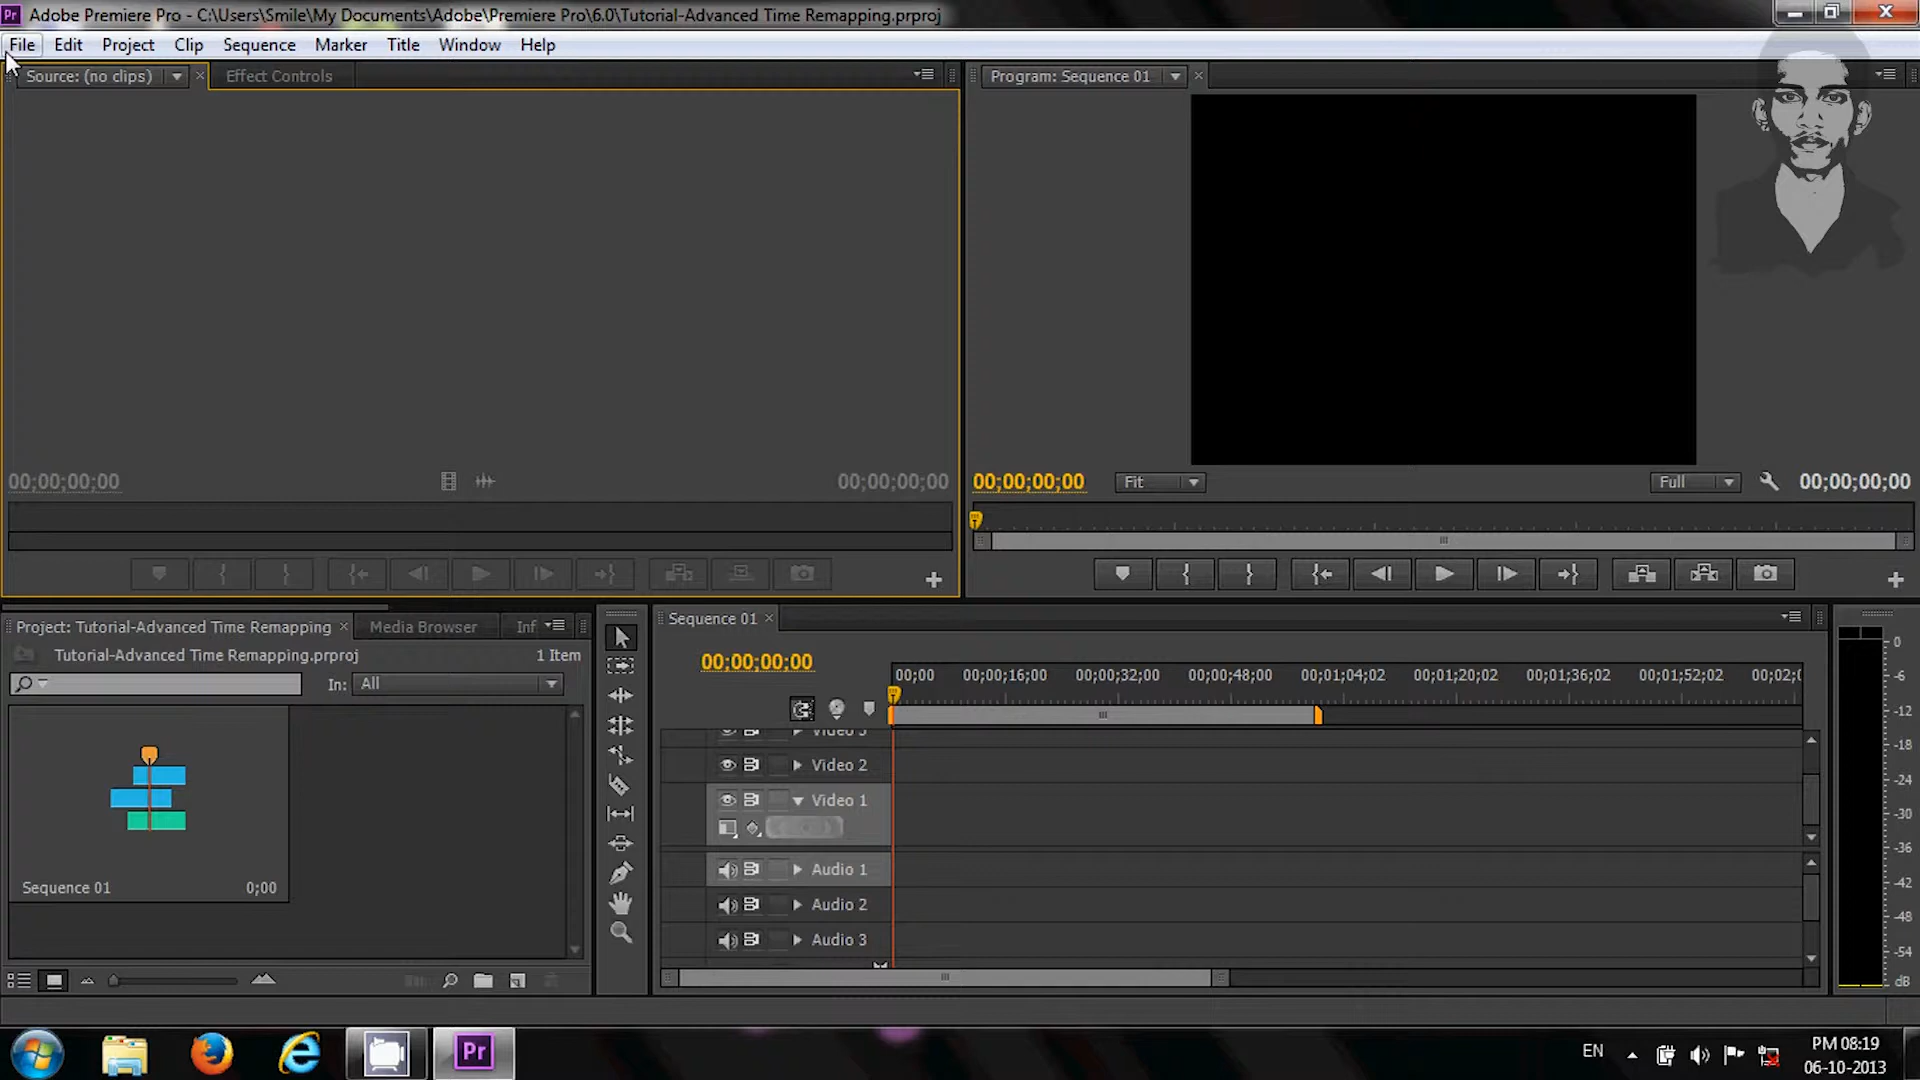 Adobe Premiere Pro - C:\Users\Smile\My Documents\Adobe\Premiere Pro\6.0\Tutorial-Advanced Time Remapping.prproj
File Edit Project Clip Sequence Marker Title Window Help
Source: (no clips) Effect Controls
Program: Sequence 01
00;00;00;00 00;00;00;00
00;00;00;00 Fit Full 00;00;00;00
Project: Tutorial-Advanced Time Remapping Media Browser Inf
Tutorial-Advanced Time Remapping.prproj 1 Item
In: All
Sequence 01 0;00
Sequence 01
00;00;00;00
00;00 00;00;16;00 00;00;32;00 00;00;48;00 00;01;04;02 00;01;20;02 00;01;36;02 00;01;52;02 00;02;0
Video 3
Video 2
Video 1
Audio 1
Audio 2
Audio 3
0
-6
-12
-18
-24
-30
-36
-42
-48
-54
dB
Pr
EN
PM 08:19
06-10-2013